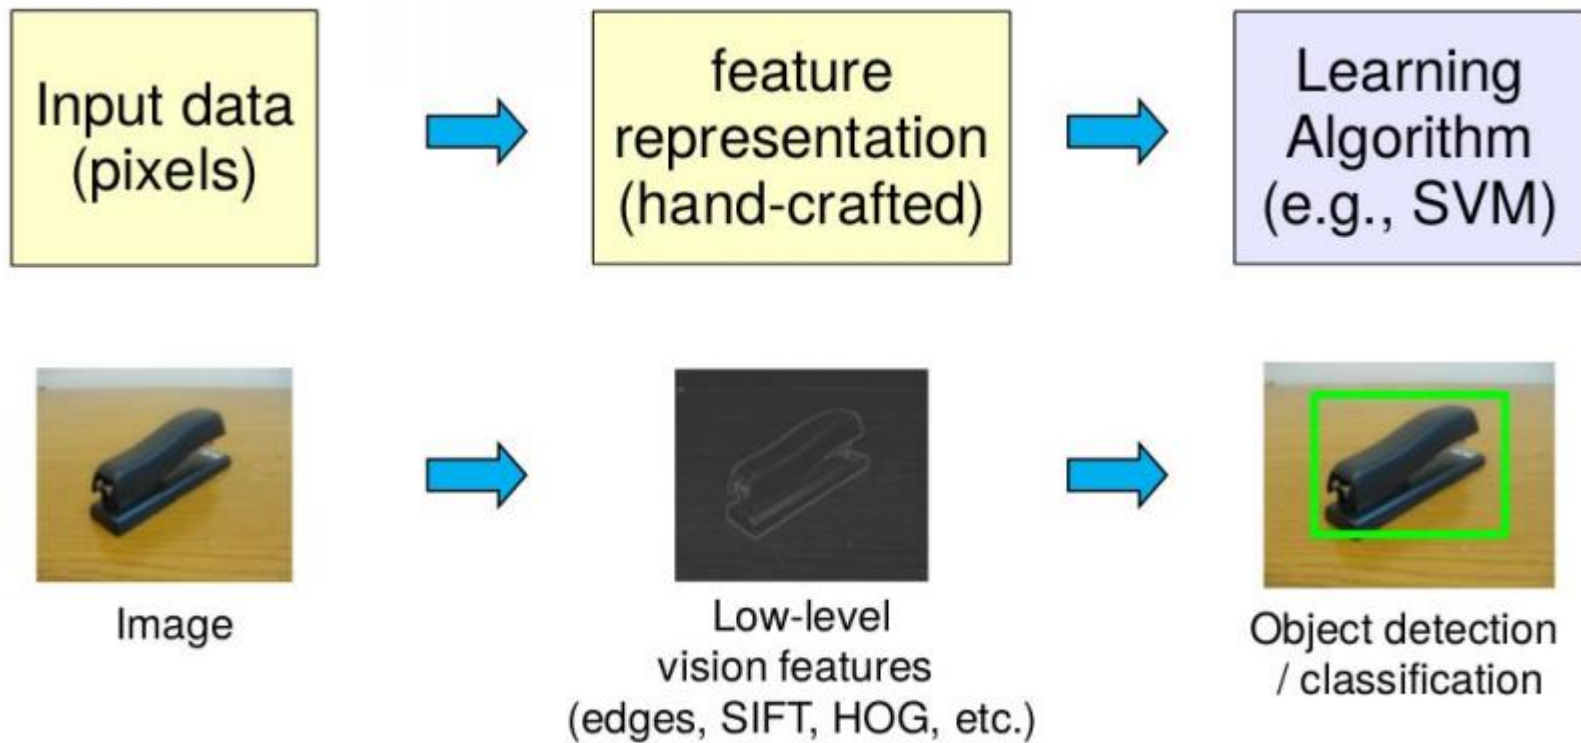 Input data
(pixels)
feature
representation
(hand-crafted)
Learning
Algorithm
(e.g., SVM)
Image
Low-level
vision features
(edges, SIFT, HOG, etc.)
Object detection
/ classification